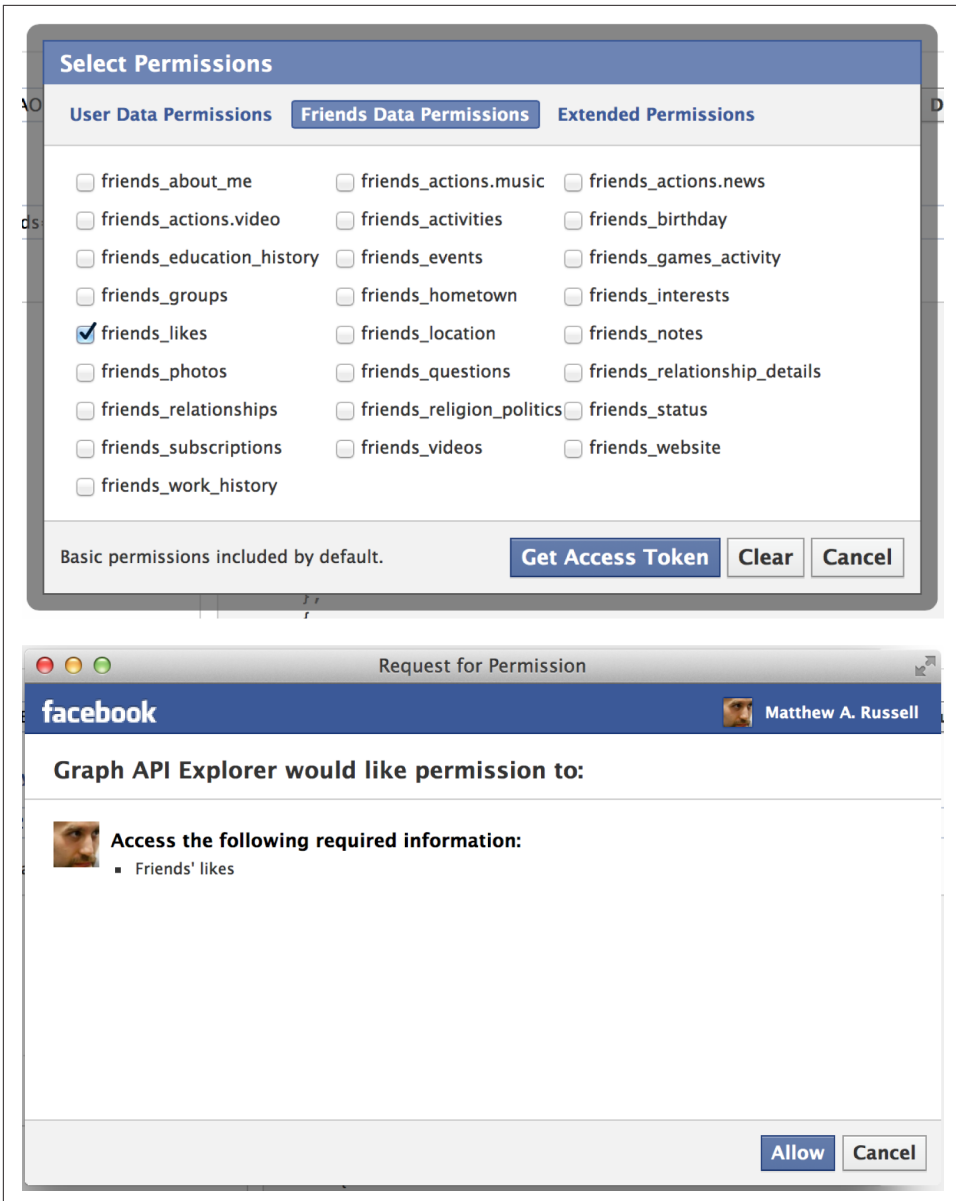 Select Permissions
AO
D
User Data Permissions Friends Data Permissions Extended Permissions
friends_about_me friends_actions.music friends_actions.news
ds
friends_actions.video friends_activities friends_birthday
friends_education_history friends_events friends_games_activity
friends_groups friends_hometown friends_interests
friends_likes friends_location friends_notes
friends_photos friends_questions friends_relationship_details
friends_relationships friends_religion_politics friends_status
friends_subscriptions friends_videos friends_website
friends_work_history
Basic permissions included by default. Get Access Token Clear Cancel
Request for Permission
facebook Matthew A. Russell
Graph API Explorer would like permission to:
Access the following required information:
▪ Friends' likes
Allow Cancel